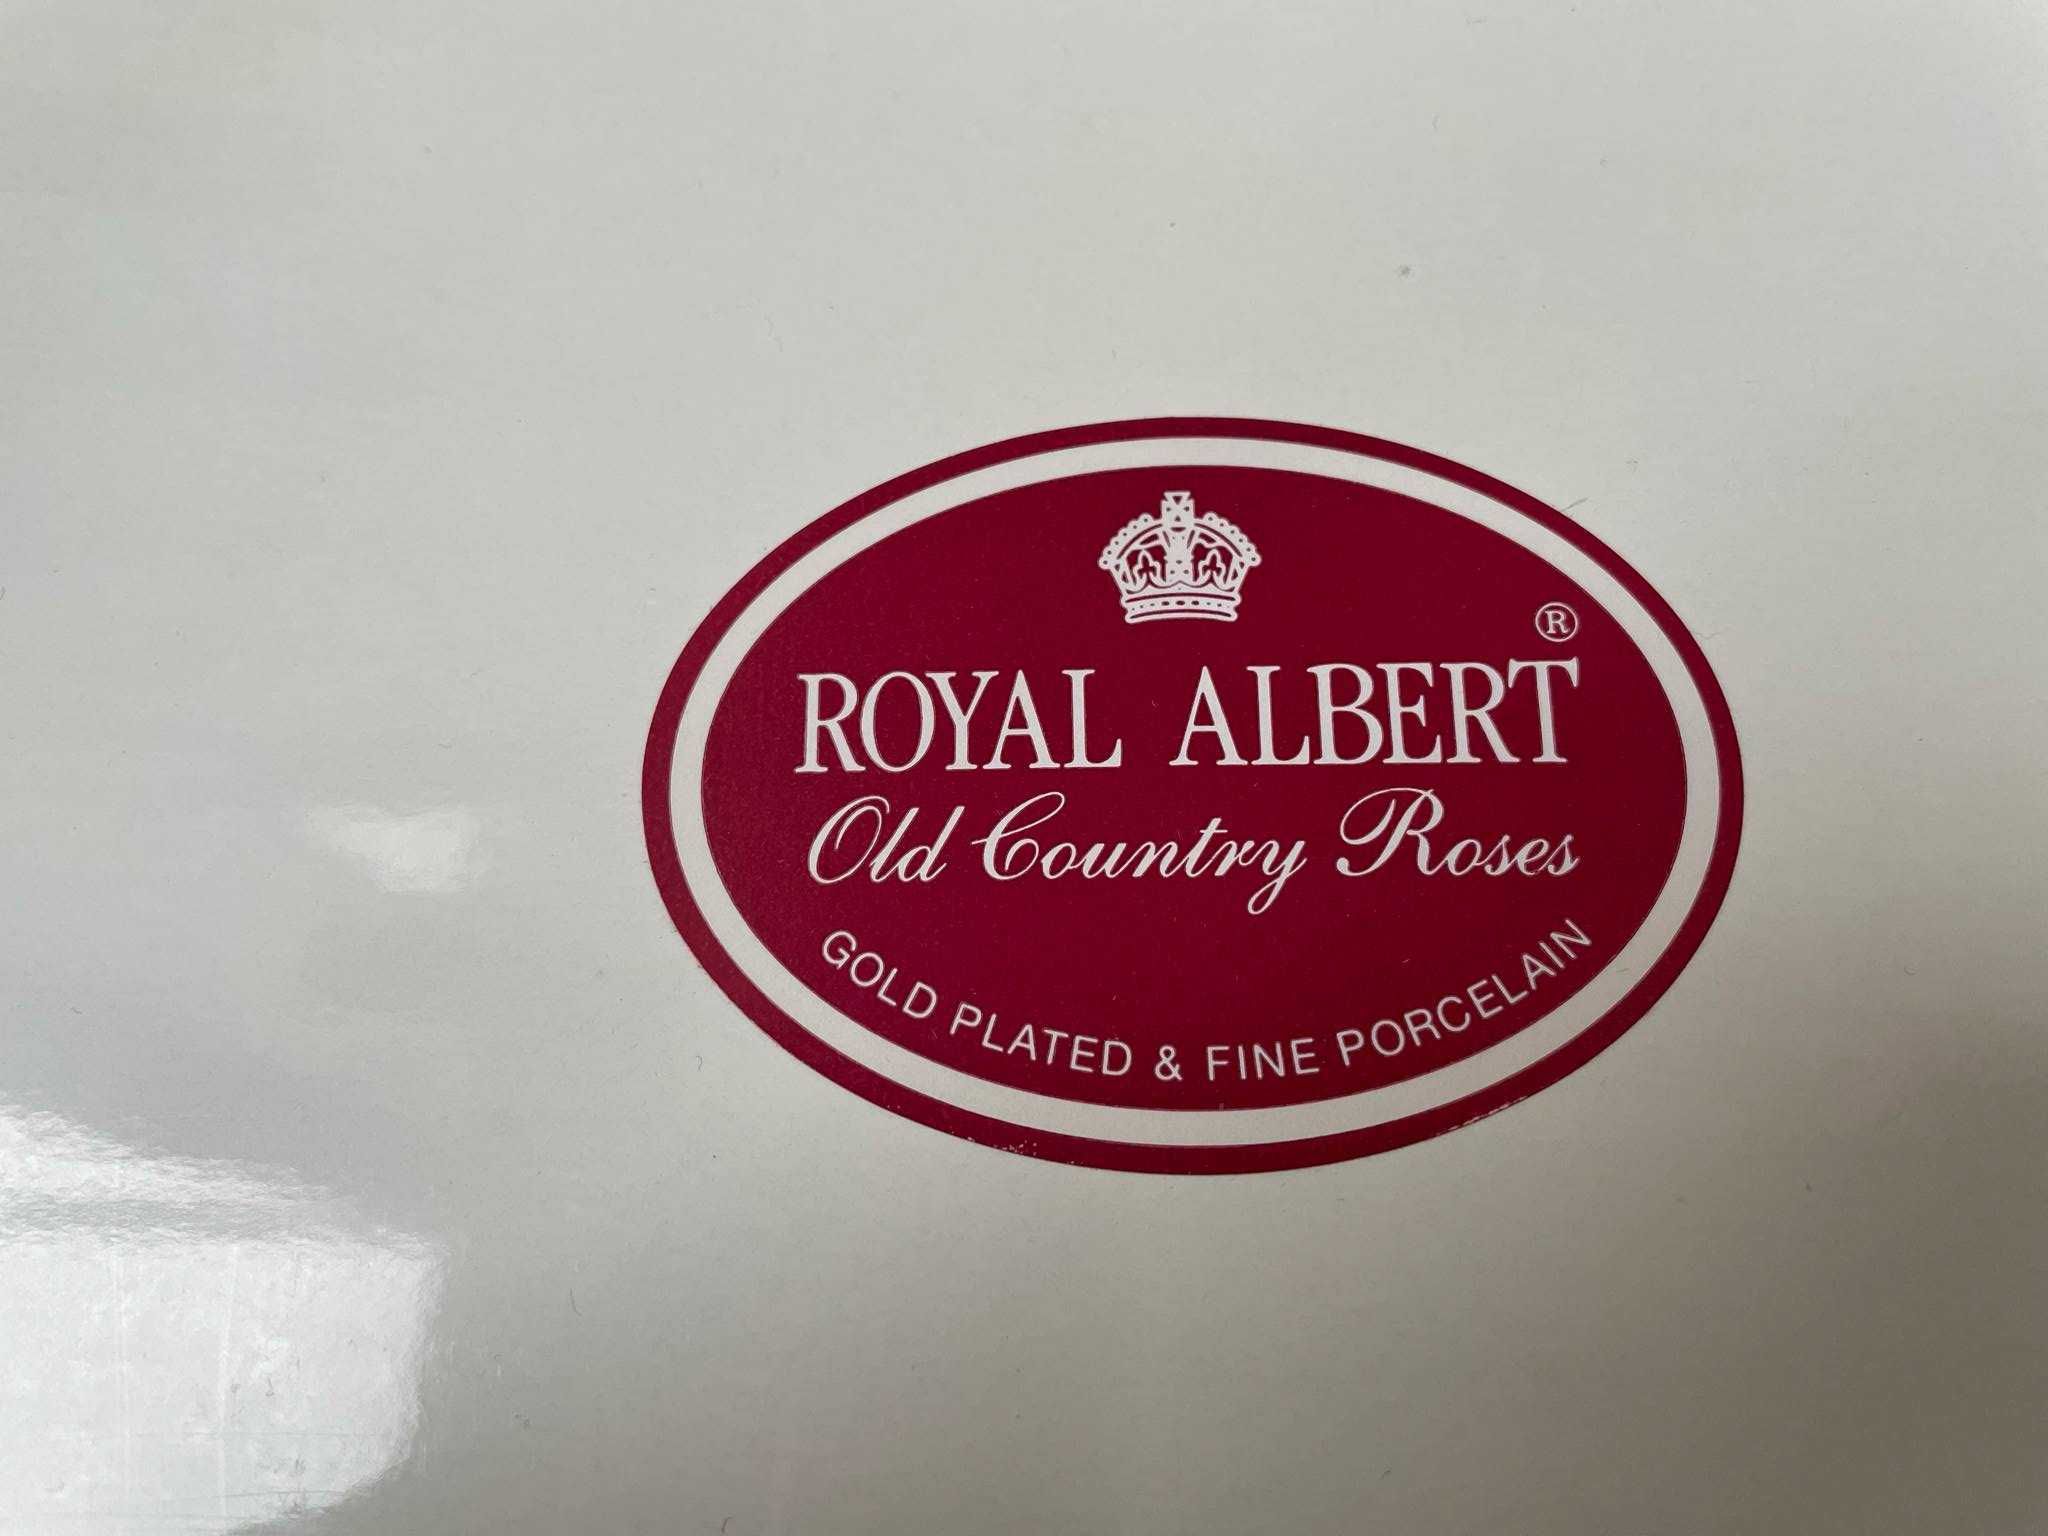 ®
ROYAL ALBERT
Old Country Roses
GOLD PLATED & FINE PORCELAIN